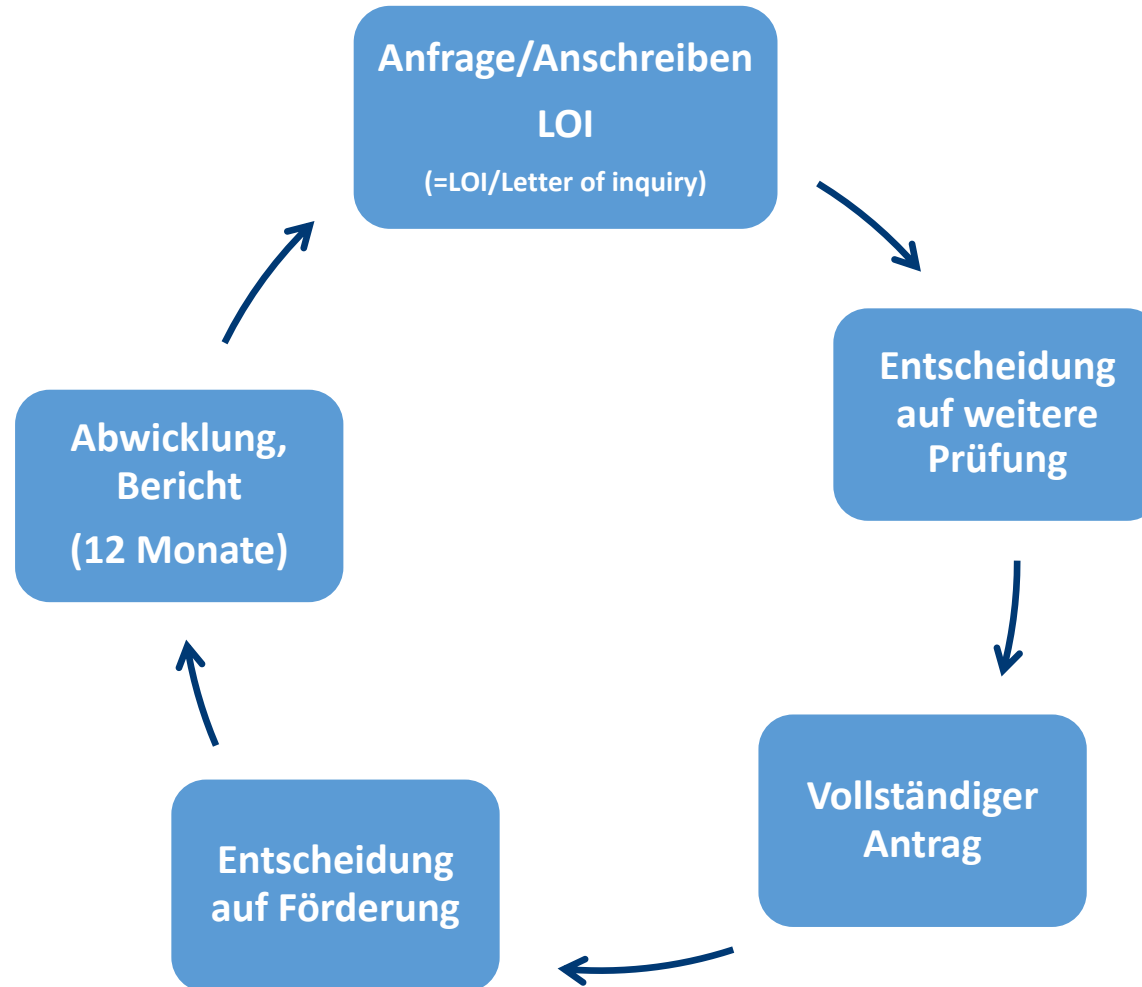 Anfrage/Anschreiben
LOI
(=LOI/Letter of inquiry)
Entscheidung
auf weitere
Prüfung
Vollständiger
Antrag
Entscheidung
auf Förderung
Abwicklung,
Bericht
(12 Monate)